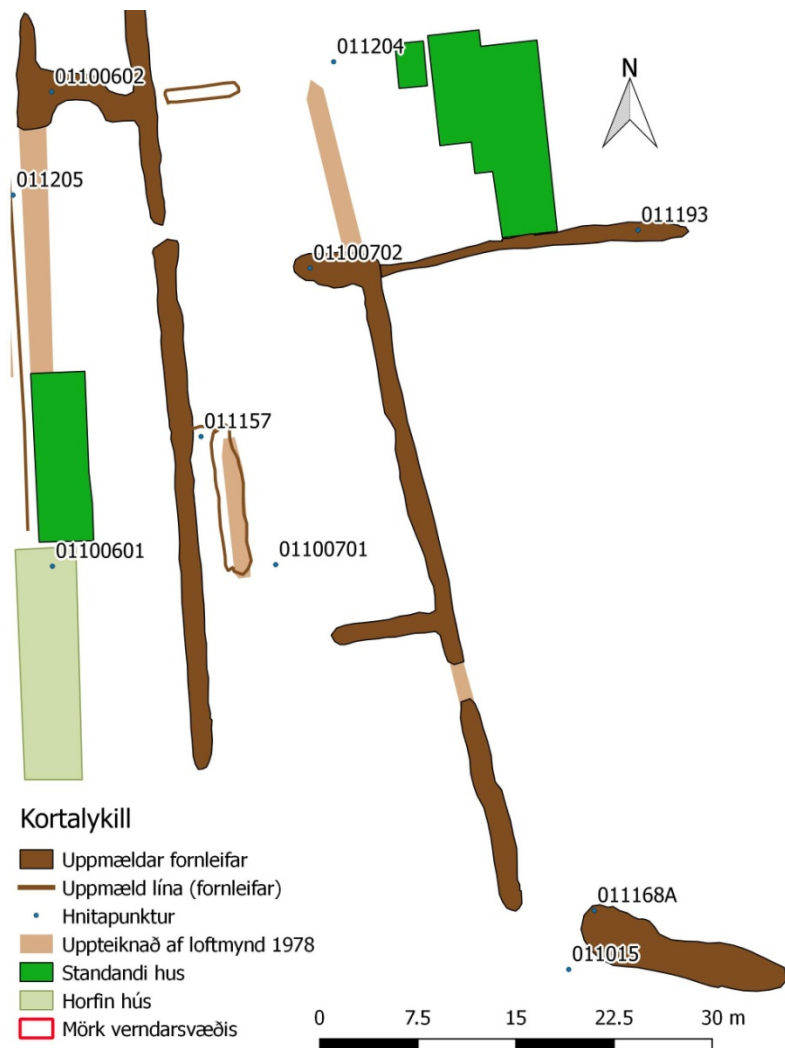 011204
N
01100602
011205
011193
01100702
011157
01100701
01100601
Kortalykill
Uppmældar fornleifar
Uppmæld lína (fornleifar)
Hnitapunktur
Uppteiknað af loftmynd 1978
Standandi hus
Horfin hús
Mörk verndarsvæðis
011168A
011015
0 7.5 15 22.5 30 m